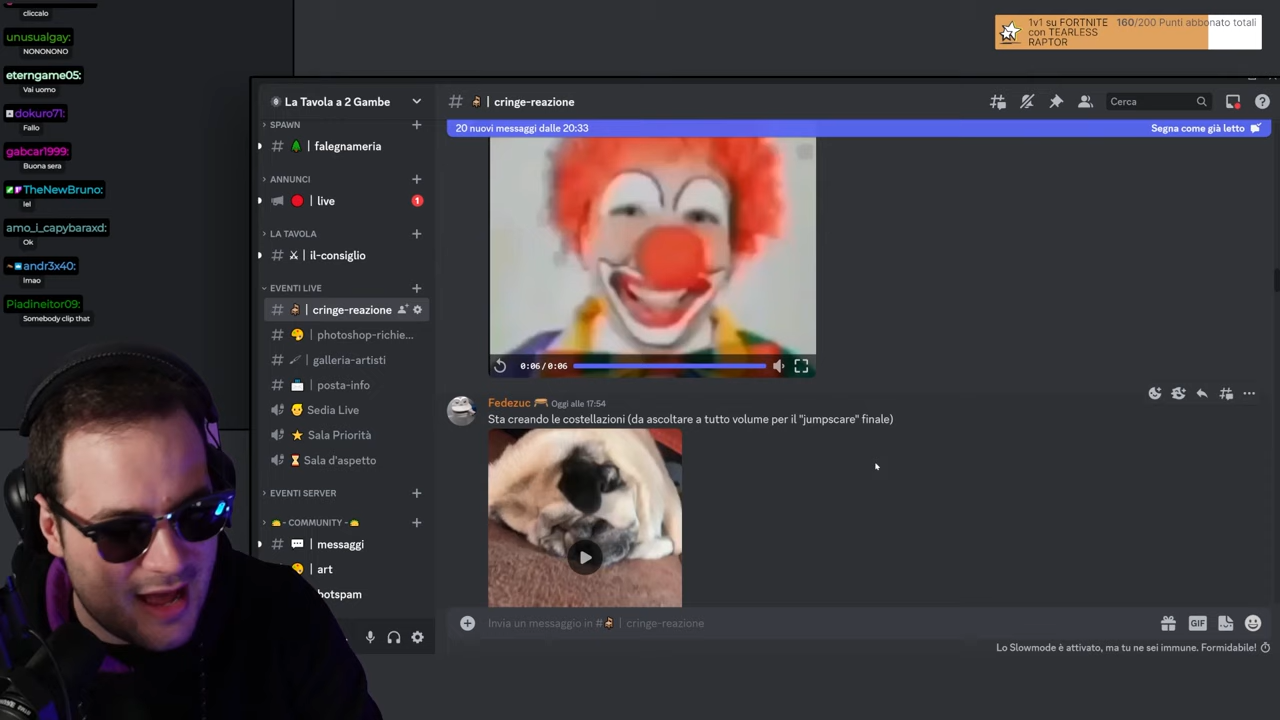 cliccalo
unusualgay:
NONONONO
eterngame05:
Vai uomo
dokuro71:
Fallo
gabcar1999:
Buona sera
TheNewBruno:
lel
amo_i_capybaraxd:
Ok
andr3x40:
lmao
Piadineitor09:
Somebody clip that
1v1 su FORTNITE
con TEARLESS
RAPTOR
160/200 Punti abbonato totali
La Tavola a 2 Gambe
SPAWN
| falegnameria
ANNUNCI
| live
1
LA TAVOLA
| il-consiglio
EVENTI LIVE
| cringe-reazione
| photoshop-richie...
| galleria-artisti
| posta-info
Sedia Live
Sala Priorità
Sala d'aspetto
EVENTI SERVER
- COMMUNITY -
| messaggi
| art
botspam
# | cringe-reazione
Cerca
20 nuovi messaggi dalle 20:33
Segna come già letto
0:06/0:06
Fedezuc Oggi alle 17:54
Sta creando le costellazioni (da ascoltare a tutto volume per il "jumpscare" finale)
Invia un messaggio in # | cringe-reazione
GIF
Lo Slowmode è attivato, ma tu ne sei immune. Formidabile!